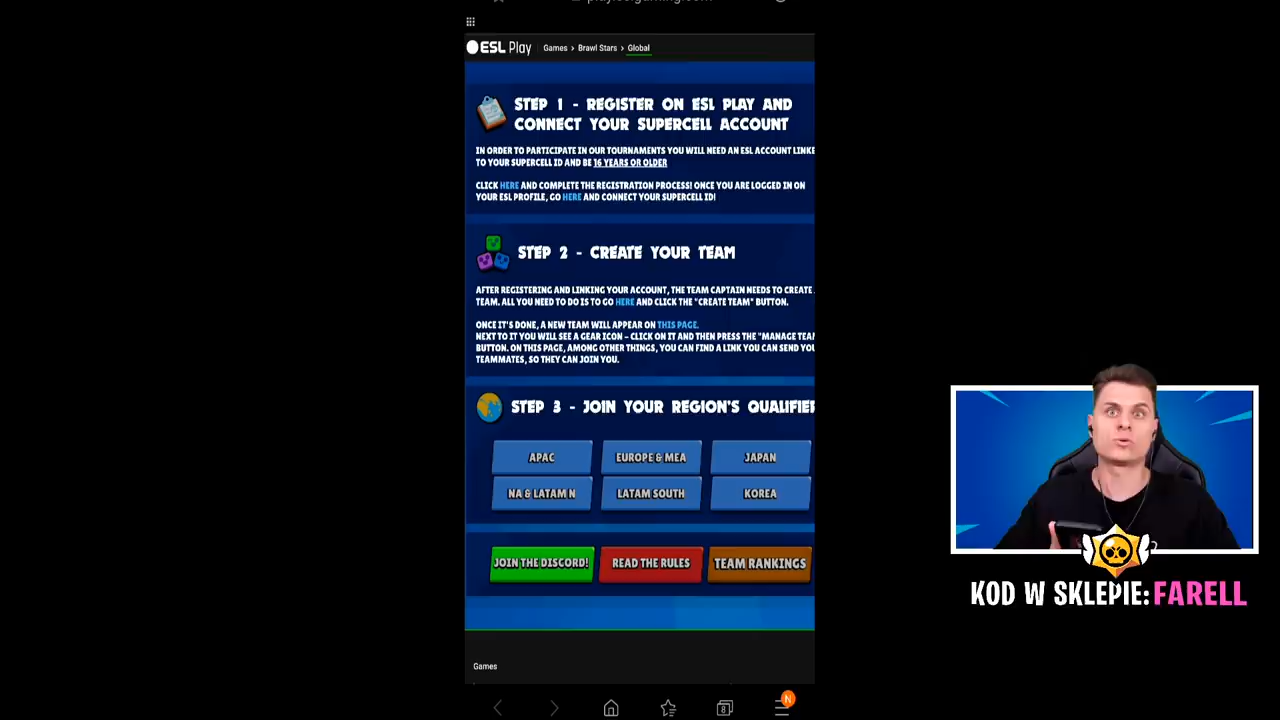 ESL Play Games > Brawl Stars > Global
STEP 1 - REGISTER ON ESL PLAY AND
CONNECT YOUR SUPERCELL ACCOUNT
IN ORDER TO PARTICIPATE IN OUR TOURNAMENTS YOU WILL NEED AN ESL ACCOUNT LINKE
TO YOUR SUPERCELL ID AND BE 16 YEARS OR OLDER
CLICK HERE AND COMPLETE THE REGISTRATION PROCESS! ONCE YOU ARE LOGGED IN ON
YOUR ESL PROFILE, GO HERE AND CONNECT YOUR SUPERCELL ID!
STEP 2 - CREATE YOUR TEAM
AFTER REGISTERING AND LINKING YOUR ACCOUNT, THE TEAM CAPTAIN NEEDS TO CREATE
TEAM. ALL YOU NEED TO DO IS TO GO HERE AND CLICK THE "CREATE TEAM" BUTTON.
ONCE IT'S DONE, A NEW TEAM WILL APPEAR ON THIS PAGE.
NEXT TO IT YOU WILL SEE A GEAR ICON – CLICK ON IT AND THEN PRESS THE "MANAGE TEA
BUTTON. ON THIS PAGE, AMONG OTHER THINGS, YOU CAN FIND A LINK YOU CAN SEND YO
TEAMMATES, SO THEY CAN JOIN YOU.
STEP 3 - JOIN YOUR REGION'S QUALIFIER
APAC EUROPE & MEA JAPAN
NA & LATAM N LATAM SOUTH KOREA
JOIN THE DISCORD! READ THE RULES TEAM RANKINGS
KOD W SKLEPIE: FARELL
Games
8
N